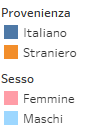 Provenienza
Italiano
Straniero
Sesso
Femmine
Maschi